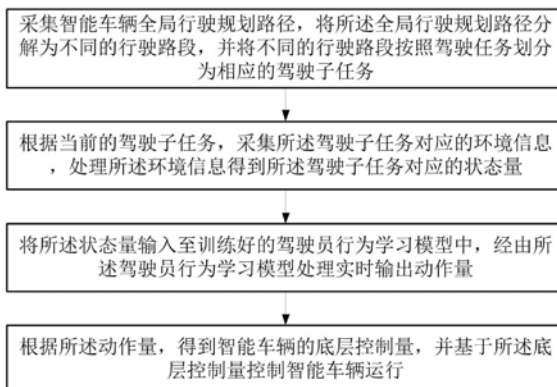 采集智能车辆全局行驶规划路径，将所述全局行驶规划路径分
解为不同的行驶路段，并将不同的行驶路段按照驾驶任务划分
为相应的驾驶子任务
根据当前的驾驶子任务，采集所述驾驶子任务对应的环境信息
，处理所述环境信息得到所述驾驶子任务对应的状态量
将所述状态量输入至训练好的驾驶员行为学习模型中，经由所
述驾驶员行为学习模型处理实时输出动作量
根据所述动作量，得到智能车辆的底层控制量，并基于所述底
层控制量控制智能车辆运行